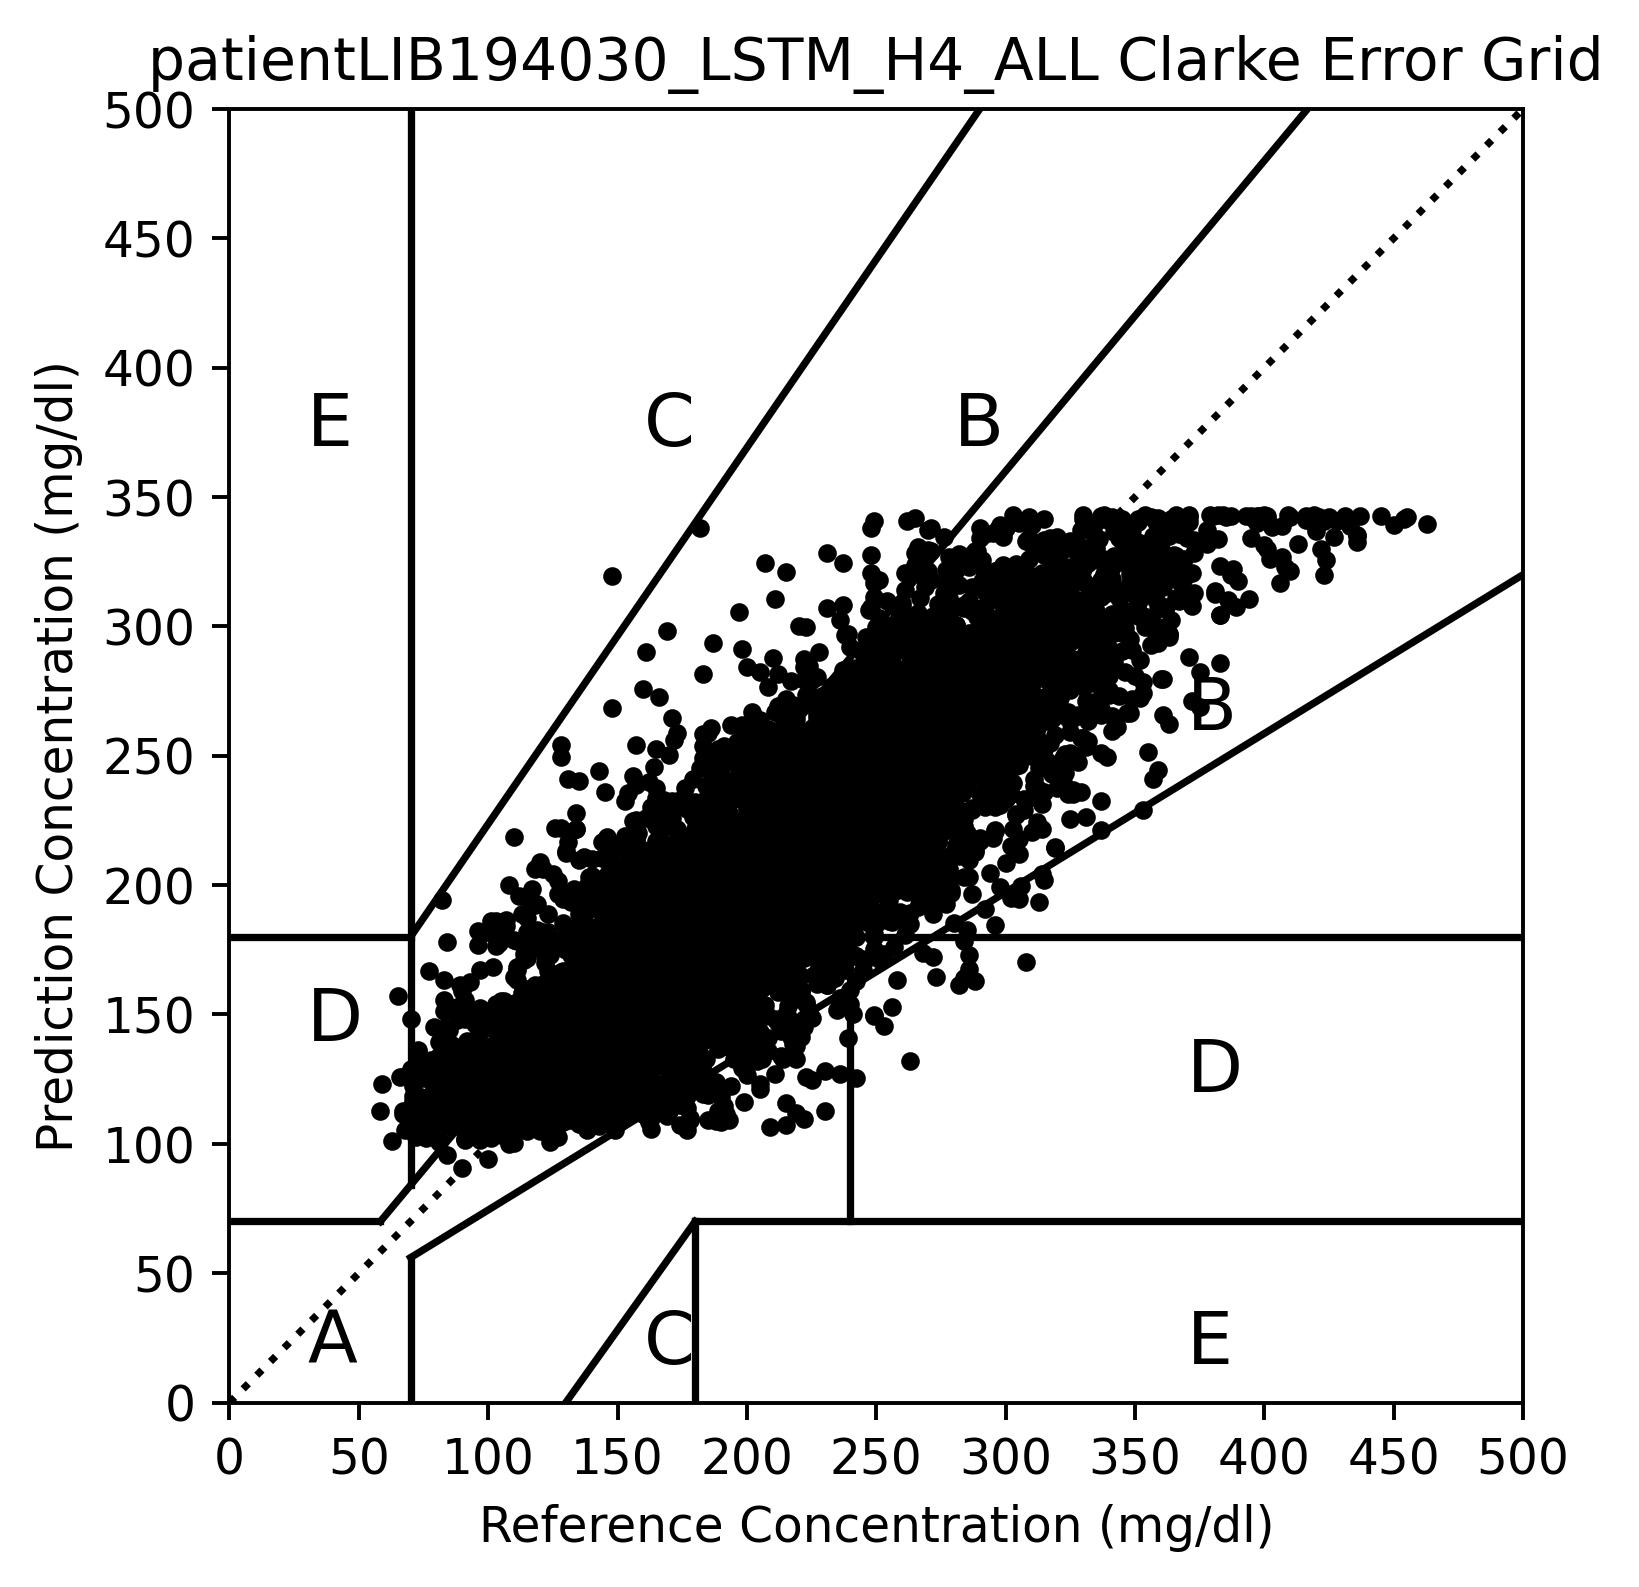 patientLIB194030_LSTM_H4_ALL Clarke Error Grid
500
450
400
350
300
250
200
150
100
50
0
Prediction Concentration (mg/dl)
E
C
B
B
D
D
A
C
E
0 50 100 150 200 250 300 350 400 450 500
Reference Concentration (mg/dl)